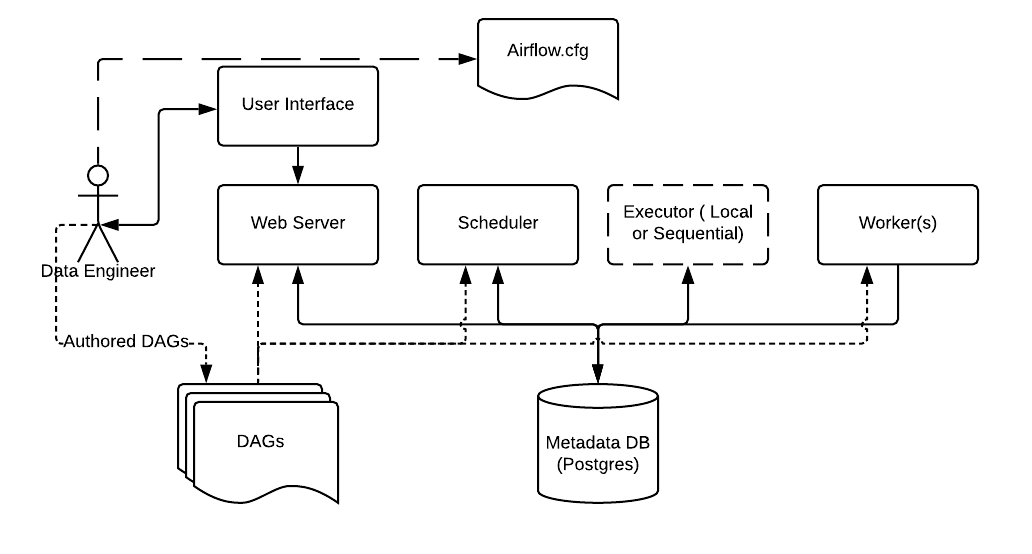 Airflow.cfg
User Interface
Web Server
Scheduler
Executor ( Local
or Sequential)
Worker(s)
Data Engineer
Authored DAGs
DAGs
Metadata DB
(Postgres)